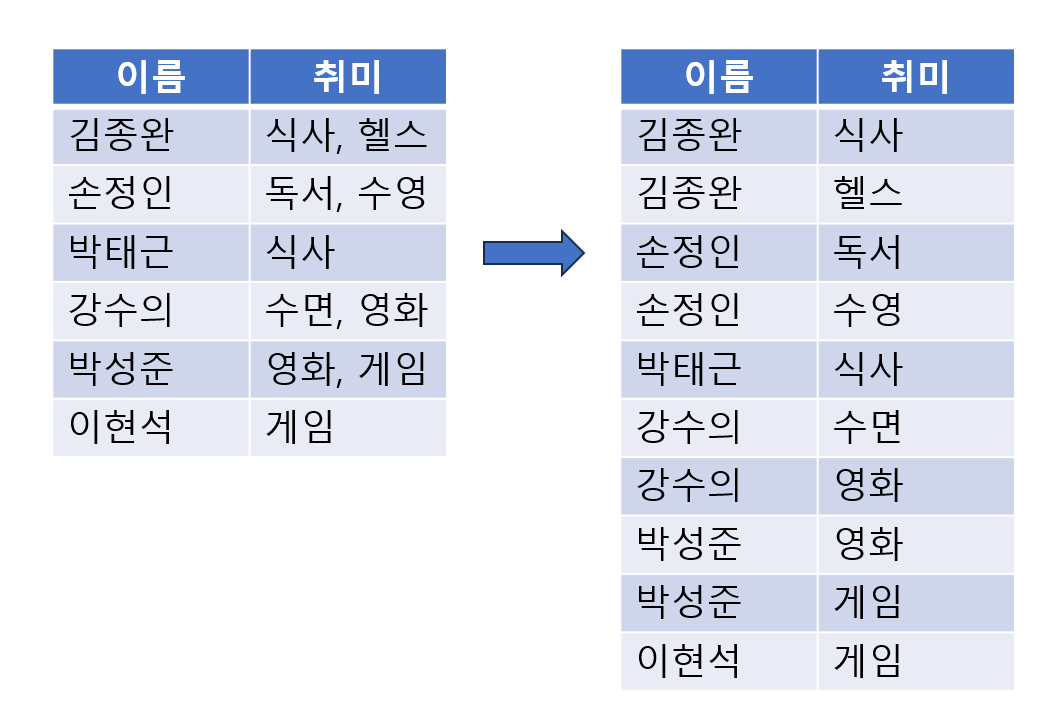 이름 취미
김종완 식사, 헬스
손정인 독서, 수영
박태근 식사
강수의 수면, 영화
박성준 영화, 게임
이현석 게임
이름 취미
김종완 식사
김종완 헬스
손정인 독서
손정인 수영
박태근 식사
강수의 수면
강수의 영화
박성준 영화
박성준 게임
이현석 게임